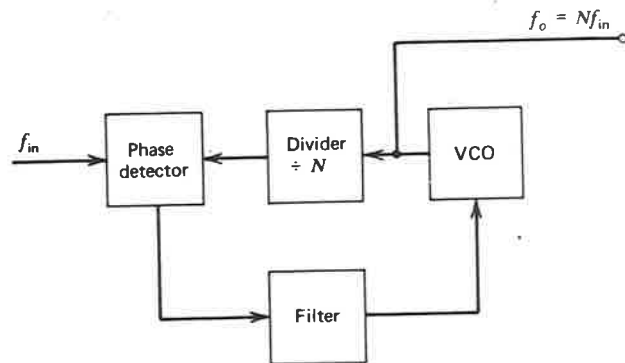 f_o = Nf_in
f_in
Phase
detector
Divider
÷ N
VCO
Filter